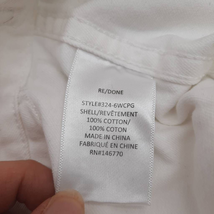 RE/DONE
STYLE#324-6WCPG
SHELL/REVÊTEMENT
100% COTTON/
100% COTON
MADE IN CHINA
FABRIQUÉ EN CHINE
RN#146770